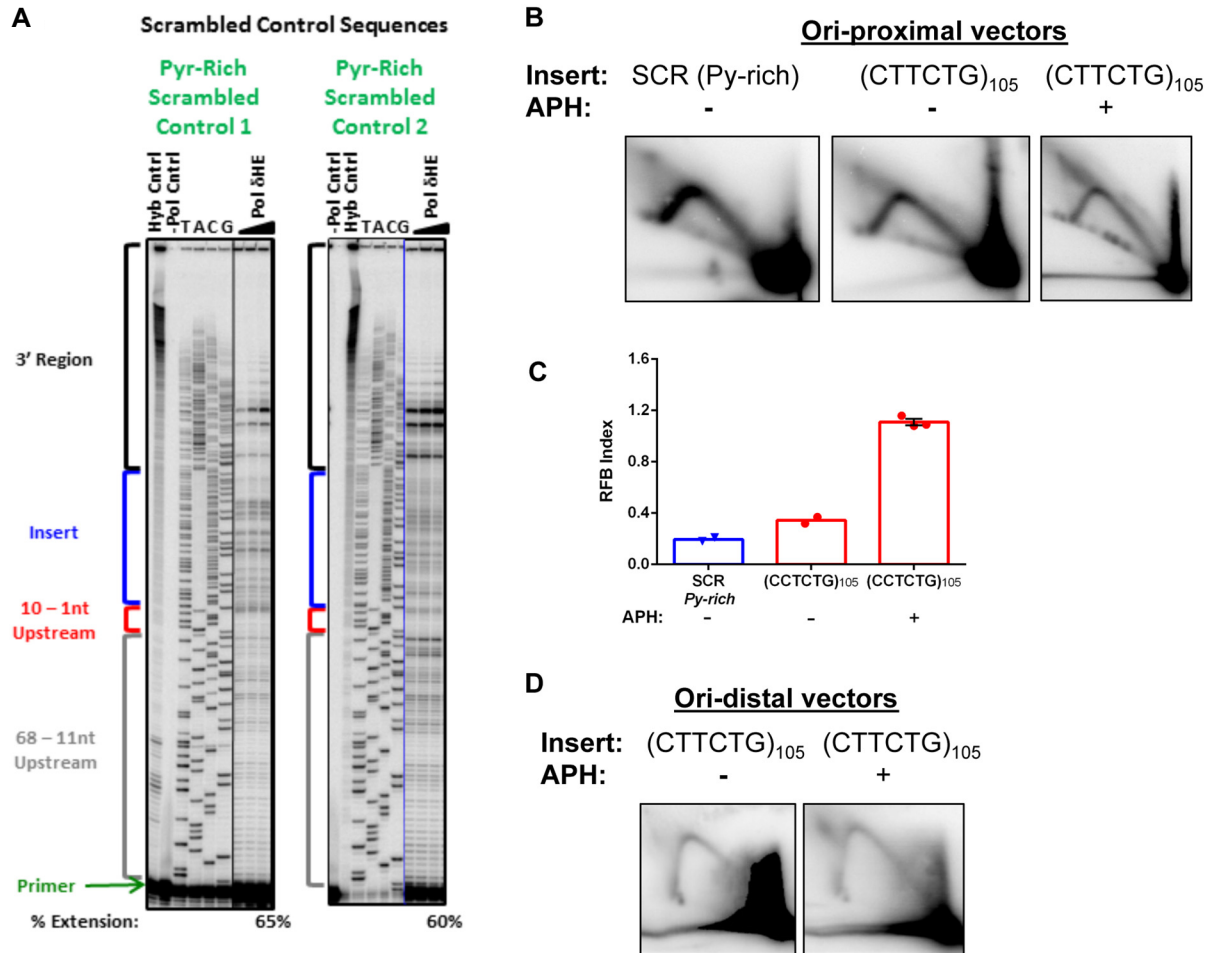 A
Scrambled Control Sequences
Pyr-Rich
Scrambled
Control 1
Pyr-Rich
Scrambled
Control 2
Hyb Cntrl
-Pol Cntrl
TACG
Pol δHE
-Pol Cntrl
Hyb Cntrl
TACG
Pol δHE
3' Region
Insert
10 – 1nt
Upstream
68 – 11nt
Upstream
Primer
% Extension: 65% 60%
B
Ori-proximal vectors
Insert: SCR (Py-rich) (CTTCTG)105 (CTTCTG)105
APH: - - +
C
RFB Index
1.6
1.2
0.8
0.4
0.0
SCR (CCTCTG)105 (CCTCTG)105
Py-rich
APH: – – +
D
Ori-distal vectors
Insert: (CTTCTG)105 (CTTCTG)105
APH: - +